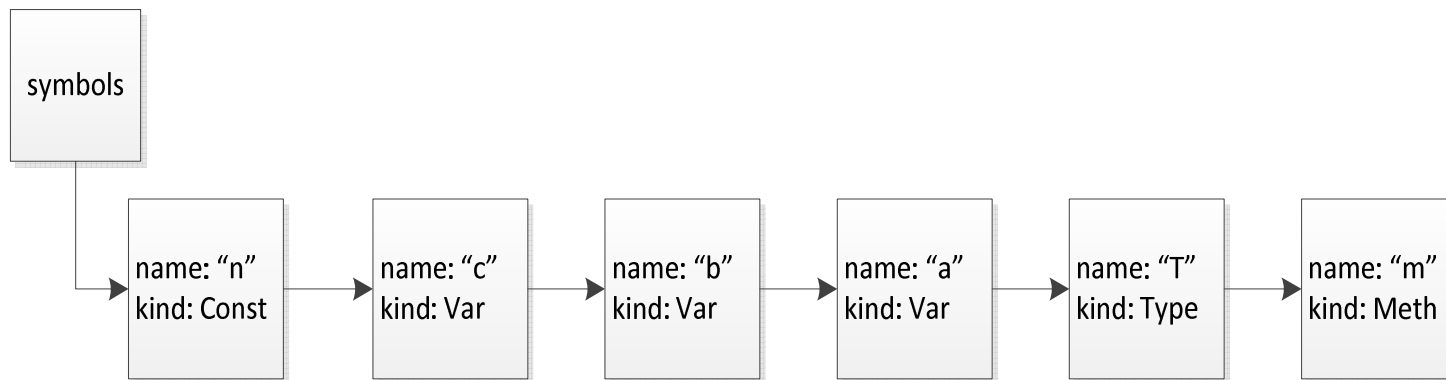 symbols
name: “n”
kind: Const
name: “c”
kind: Var
name: “b”
kind: Var
name: “a”
kind: Var
name: “T”
kind: Type
name: “m”
kind: Meth